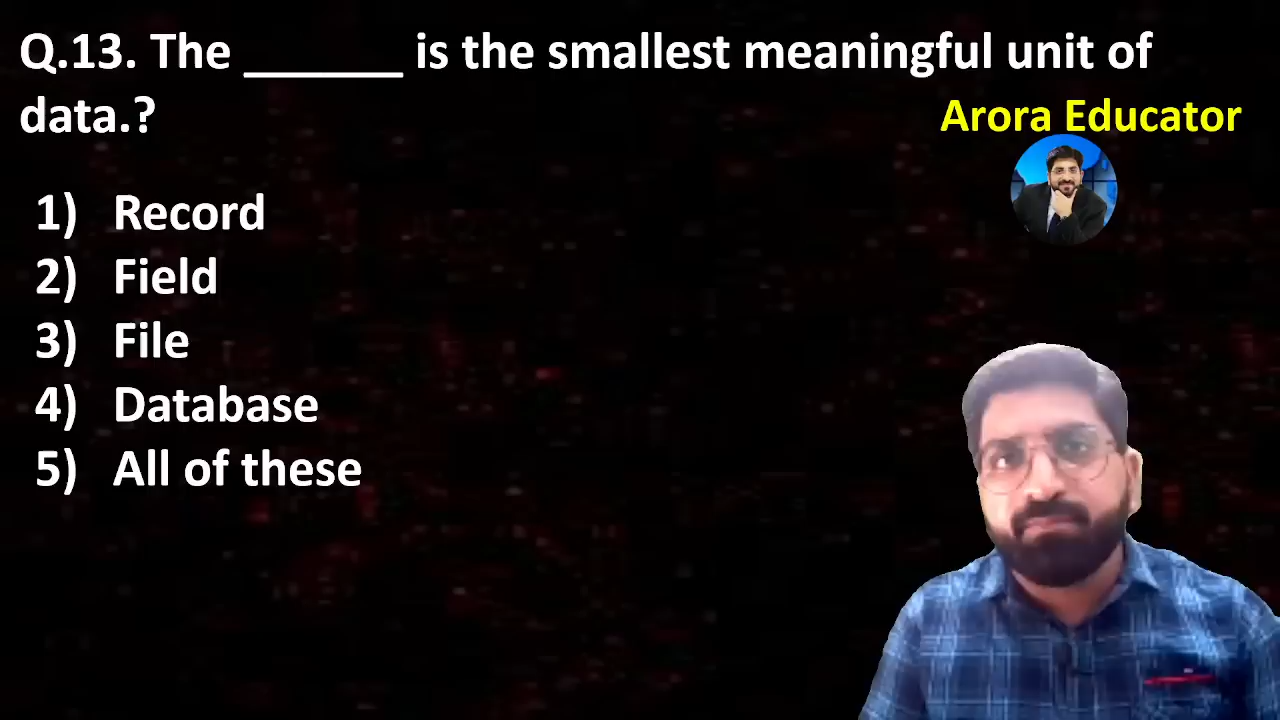 Q.13. The ______ is the smallest meaningful unit of
data.?
Arora Educator
1) Record
2) Field
3) File
4) Database
5) All of these